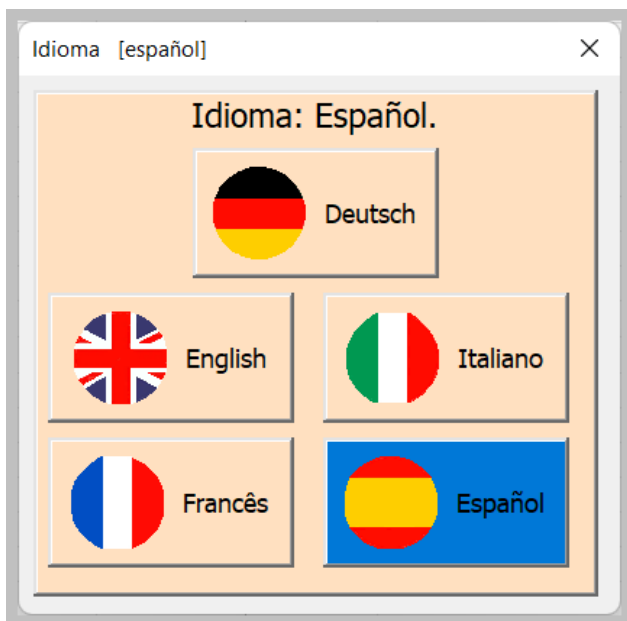 Idioma [español]
Idioma: Español.
Deutsch
English
Italiano
Francês
Español